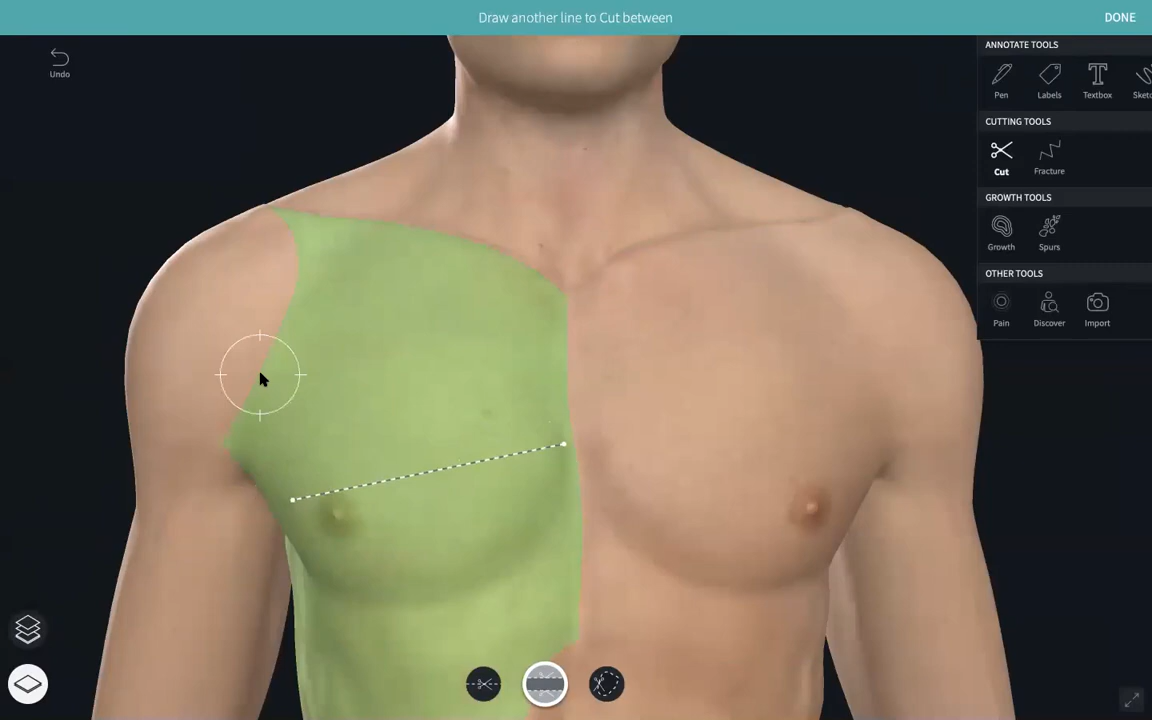 Draw another line to Cut between
DONE
Undo
ANNOTATE TOOLS
Pen
Labels
Textbox
CUTTING TOOLS
Cut
Fracture
GROWTH TOOLS
Growth
Spurs
OTHER TOOLS
Pain
Discover
Import